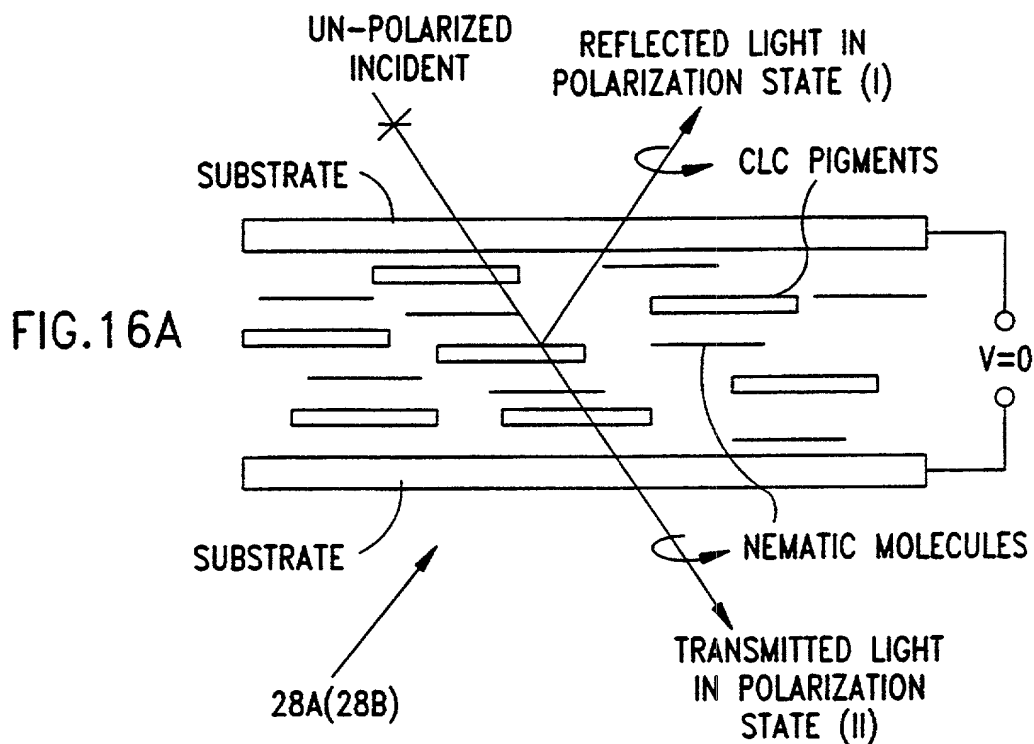 UN-POLARIZED
INCIDENT
REFLECTED LIGHT IN
POLARIZATION STATE (I)
SUBSTRATE
CLC PIGMENTS
FIG.16A
V=0
SUBSTRATE
NEMATIC MOLECULES
28A(28B)
TRANSMITTED LIGHT
IN POLARIZATION
STATE (II)